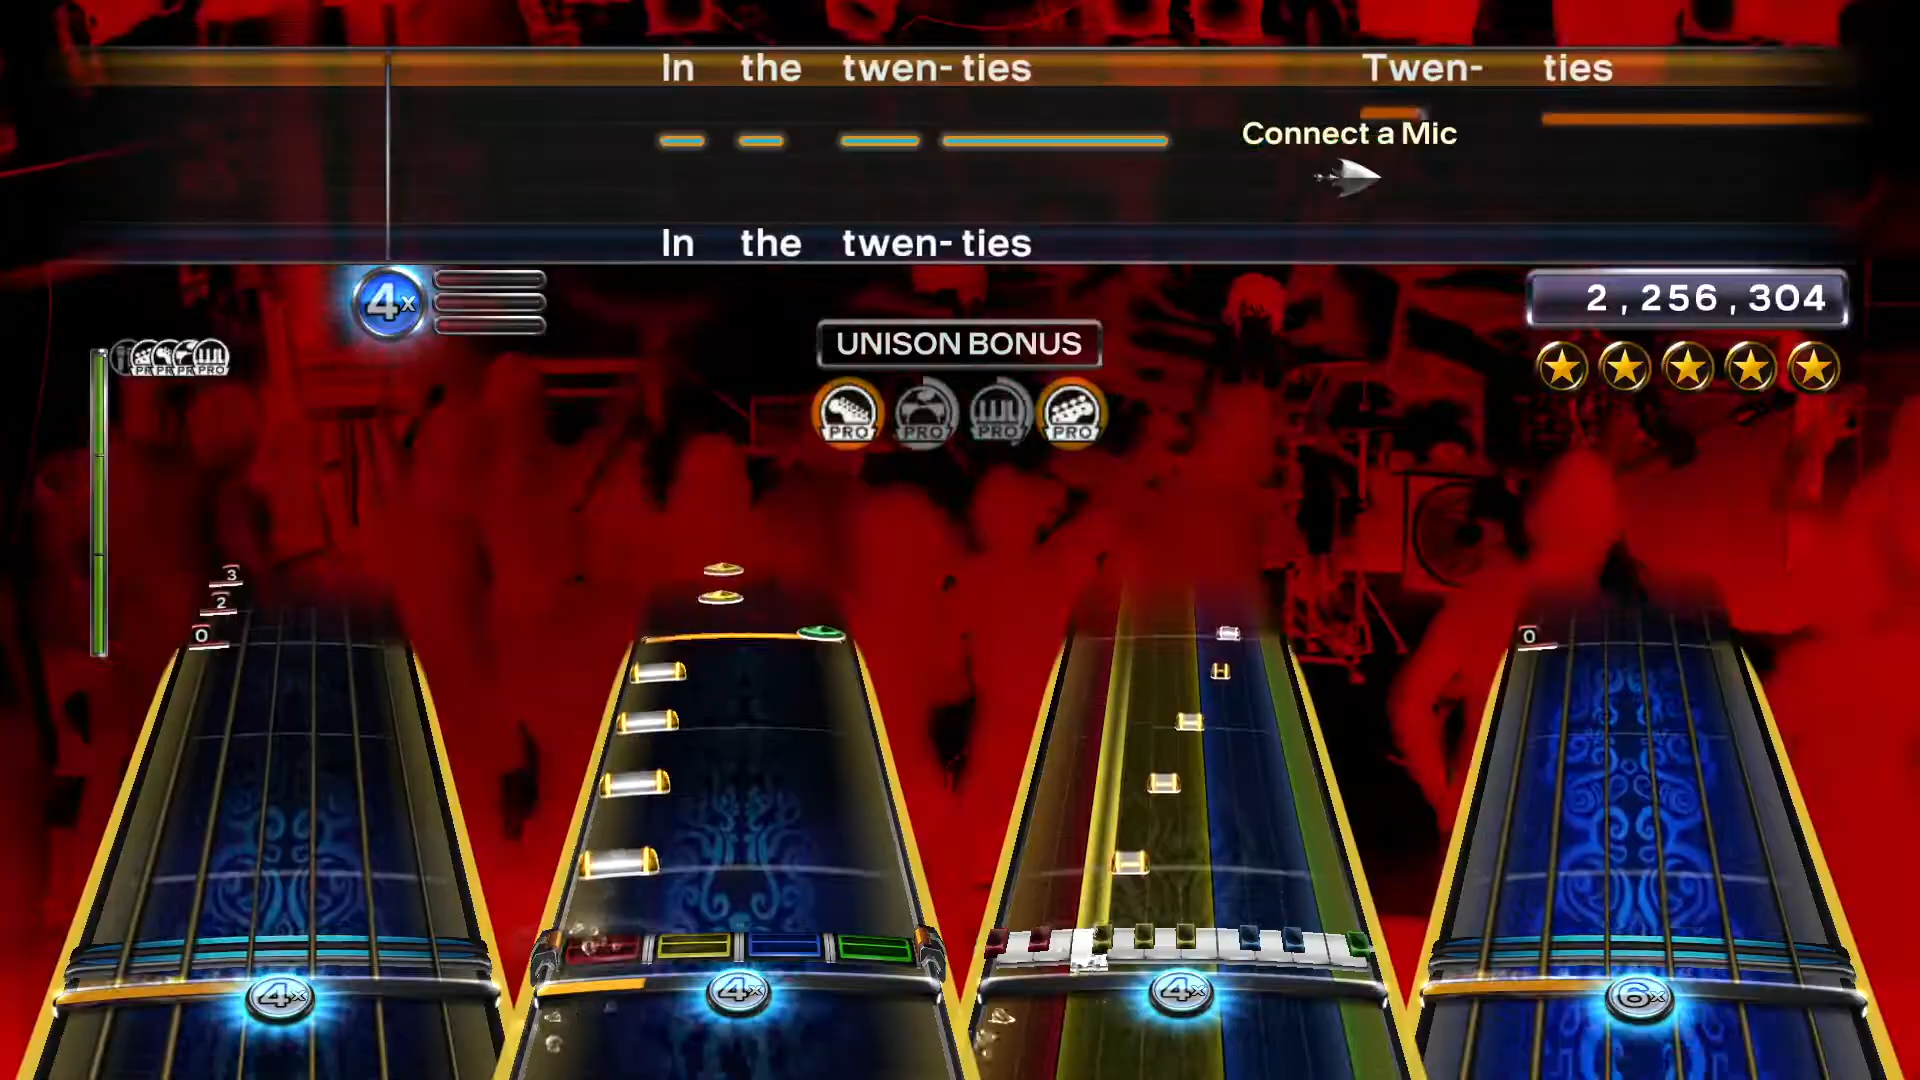 In the twen- ties Twen- ties
Connect a Mic
In the twen- ties
4x
2,256,304
UNISON BONUS
PRO
PRO PRO PRO PRO
3
2
0
0
4x 4x 4x 6x